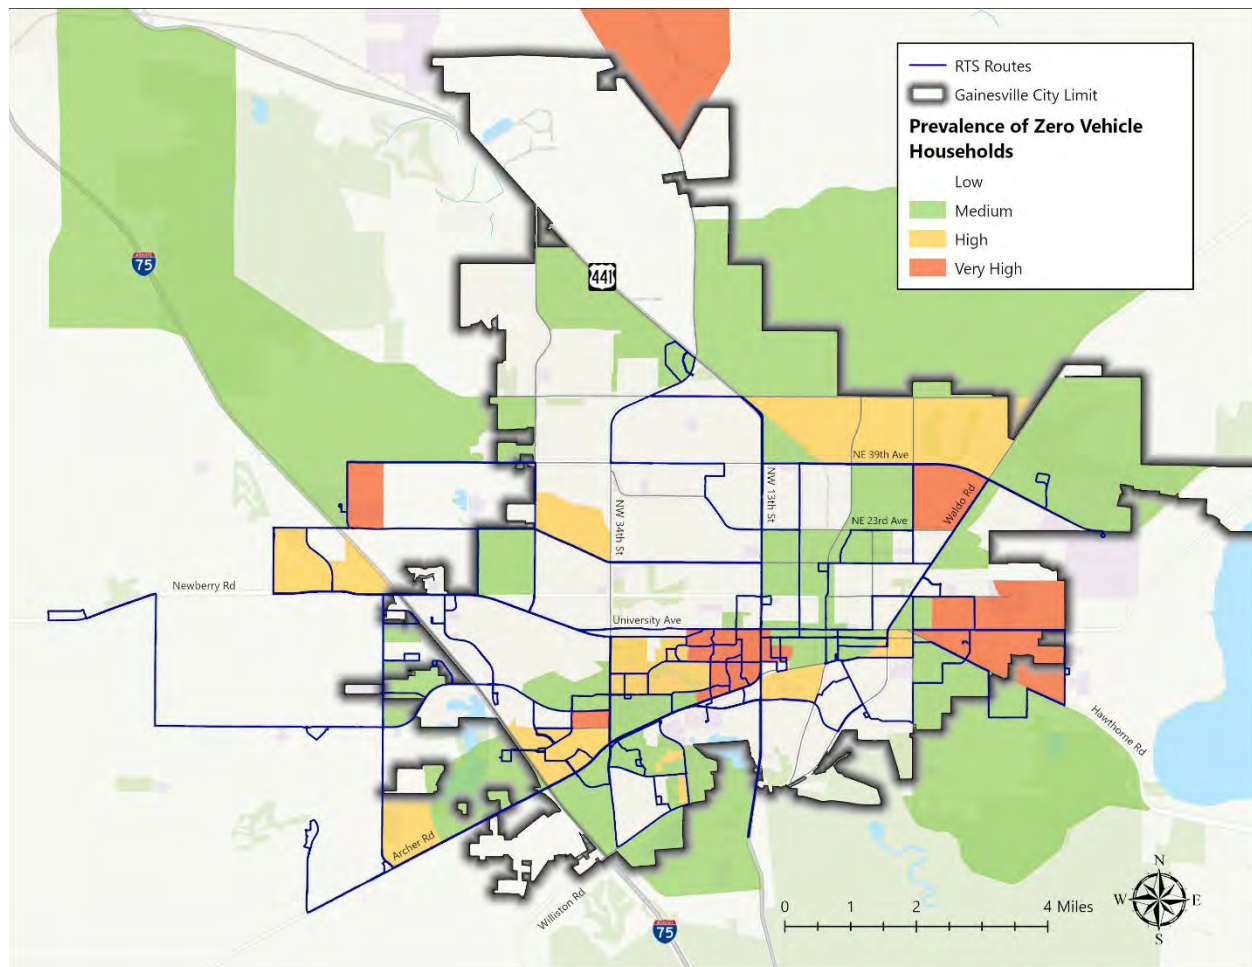 RTS Routes
Gainesville City Limit
Prevalence of Zero Vehicle
Households
Low
Medium
High
Very High
75
441
NE 39th Ave
Waldo Rd
NW 13th St
NW 34th St
NE 23rd Ave
Newberry Rd
University Ave
Hawthorne Rd
Archer Rd
Williston Rd
75
0 1 2 4 Miles
N
W E
S